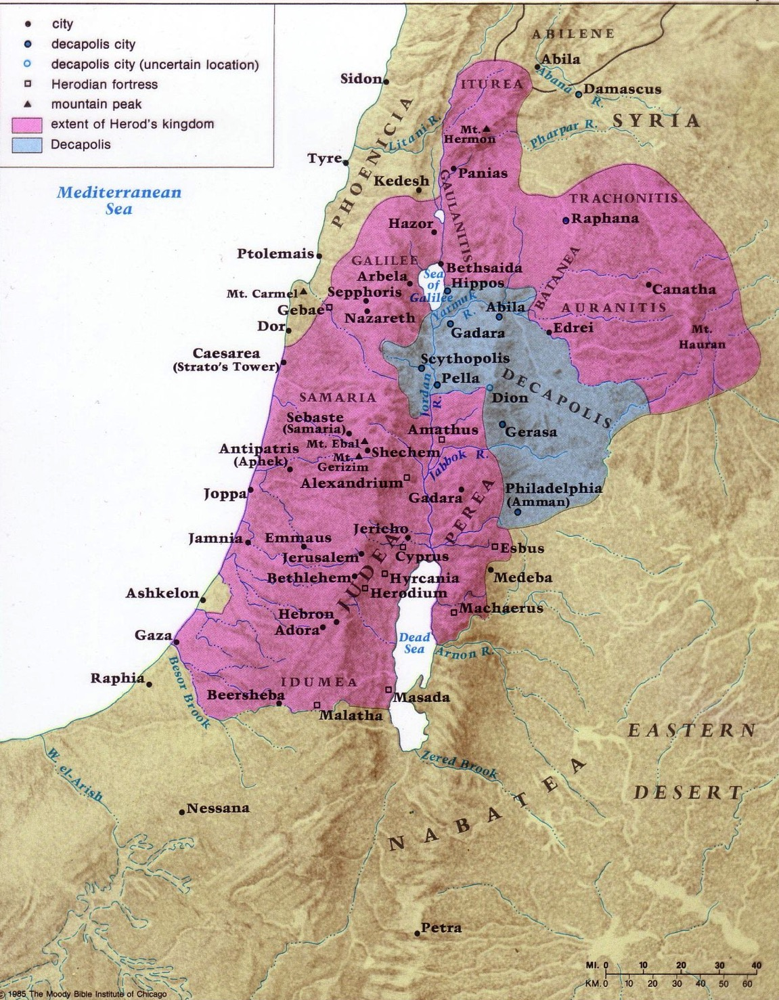 city
decapolis city
decapolis city (uncertain location)
Herodian fortress
mountain peak
extent of Herod's kingdom
Decapolis
ABILENE
Abila
Abana
R.
Damascus
SYRIA
Pharpar R.
ITUREA
Sidon
PHOENICIA
Litani R.
Mt.
Hermon
Tyre
Panias
Kedesh
GAULANITIS
Mediterranean
Sea
TRACHONITIS
Raphana
Hazor
Ptolemais
GALILEE
Bethsaida
Arbela
Sea
of
Galilee
Hippos
BATANEA
Canatha
Mt. Carmel
Sepphoris
Yarmuk
R.
Abila
AURANITIS
Gebae
Nazareth
Gadara
Edrei
Mt.
Hauran
Dor
Caesarea
(Strato's Tower)
Scythopolis
Pella
DECAPOLIS
Jordan
R.
Dion
SAMARIA
Sebaste
(Samaria)
Amathus
Gerasa
Mt. Ebal
Shechem
Antipatris
(Aphek)
Mt.
Gerizim
Jabbok R.
Alexandrium
Joppa
Gadara
PEREA
Philadelphia
(Amman)
Jericho
Jamnia
Emmaus
Cyprus
Esbus
Jerusalem
JUDEA
Bethlehem
Hyrcania
Medeba
Herodium
Ashkelon
Machaerus
Hebron
Adora
Gaza
Dead
Sea
Arnon R.
Besor Brook
Raphia
IDUMEA
Beersheba
Masada
Malatha
EASTERN
DESERT
W. el-Arish
Zered Brook
NABATEA
Nessana
Petra
MI. 0 10 20 30 40
KM. 0 10 20 30 40 50 60
© 1985 The Moody Bible Institute of Chicago